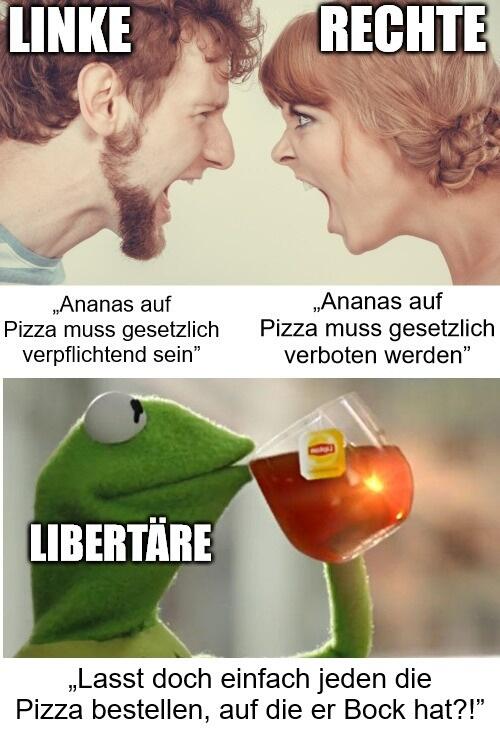 LINKE
RECHTE
„Ananas auf
Pizza muss gesetzlich
verpflichtend sein”
„Ananas auf
Pizza muss gesetzlich
verboten werden”
LIBERTÄRE
„Lasst doch einfach jeden die
Pizza bestellen, auf die er Bock hat?!”